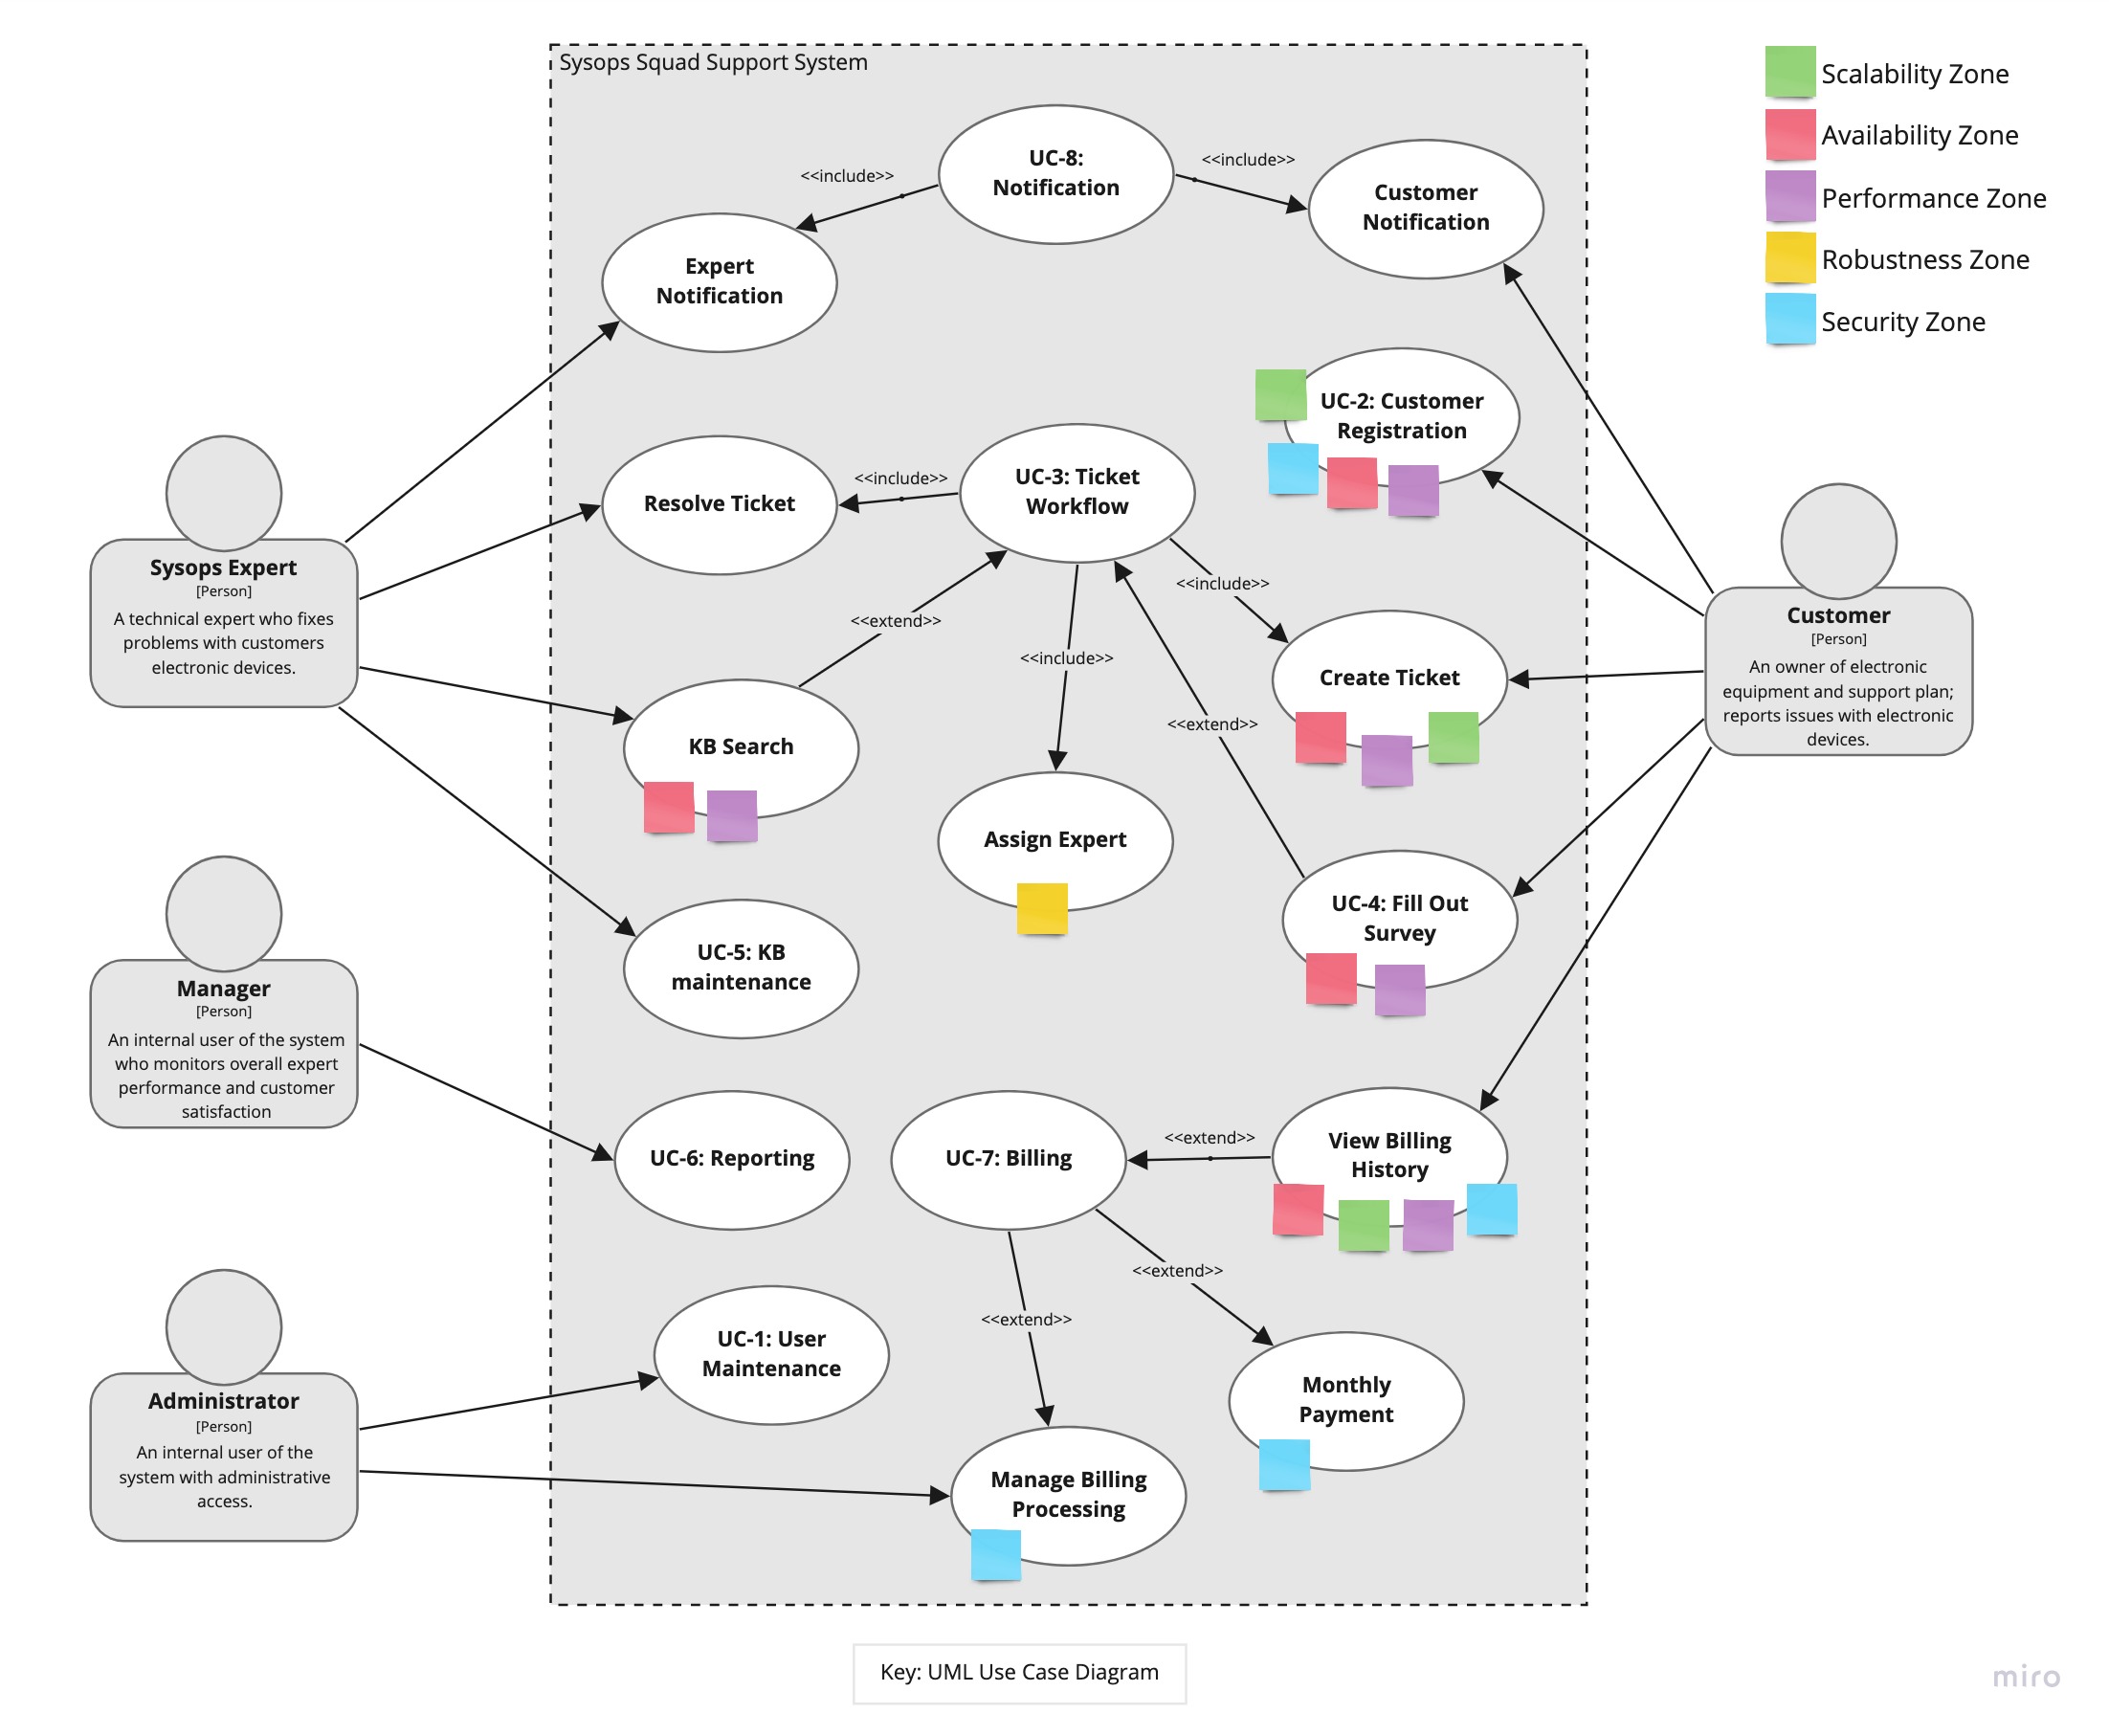 Sysops Squad Support System
Scalability Zone
Availability Zone
Performance Zone
Robustness Zone
Security Zone
UC-8:
Notification
<<include>>
<<include>>
Customer
Notification
Expert
Notification
UC-2: Customer
Registration
Resolve Ticket
<<include>>
UC-3: Ticket
Workflow
<<include>>
<<extend>>
<<include>>
Create Ticket
<<extend>>
KB Search
Assign Expert
UC-4: Fill Out
Survey
UC-5: KB
maintenance
Sysops Expert
[Person]
A technical expert who fixes
problems with customers
electronic devices.
Customer
[Person]
An owner of electronic
equipment and support plan;
reports issues with electronic
devices.
Manager
[Person]
An internal user of the system
who monitors overall expert
performance and customer
satisfaction
UC-6: Reporting
UC-7: Billing
<<extend>>
View Billing
History
<<extend>>
<<extend>>
UC-1: User
Maintenance
Monthly
Payment
Administrator
[Person]
An internal user of the
system with administrative
access.
Manage Billing
Processing
Key: UML Use Case Diagram
miro